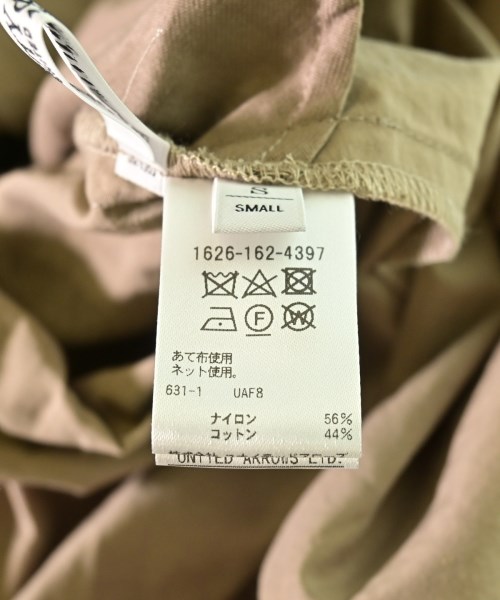 S
SMALL
1626-162-4397
F
W
あて布使用
ネット使用。
631-1 UAF8
ナイロン 56%
コットン 44%
UNITED ARROWS LTD.